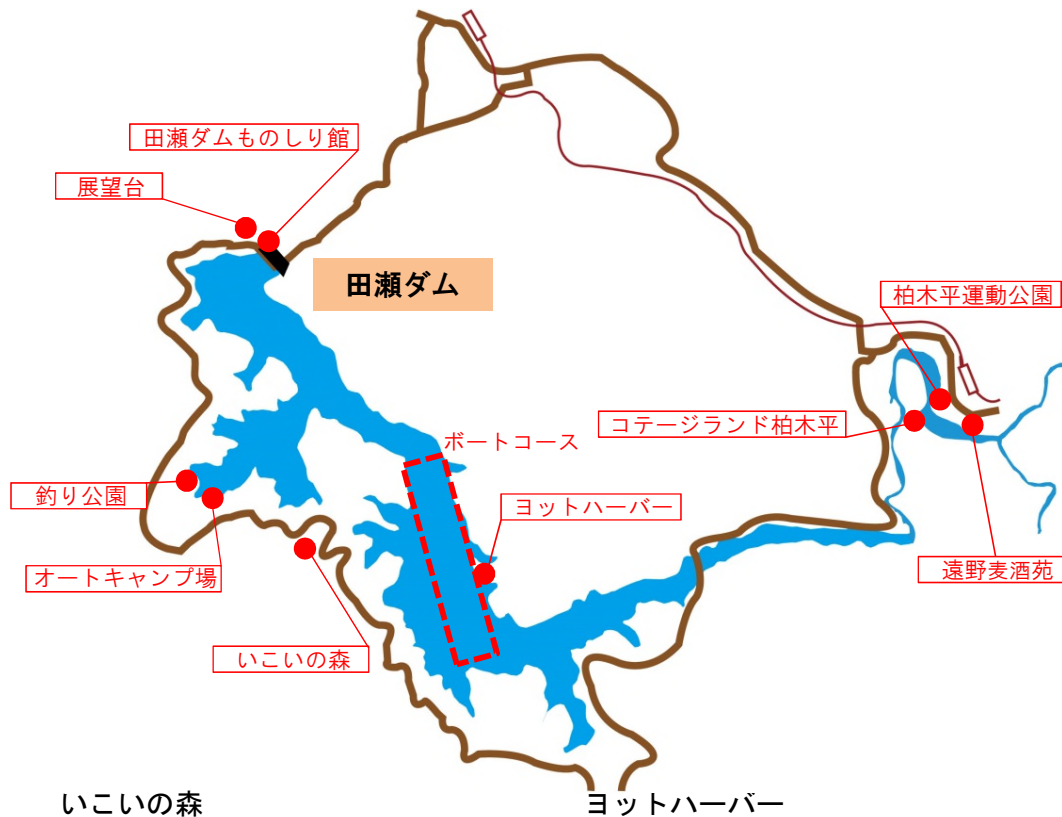 田瀬ダムものしり館
展望台
田瀬ダム
柏木平運動公園
コテージランド柏木平
ボートコース
釣り公園
ヨットハーバー
オートキャンプ場
遠野麦酒苑
いこいの森
いこいの森
ヨットハーバー